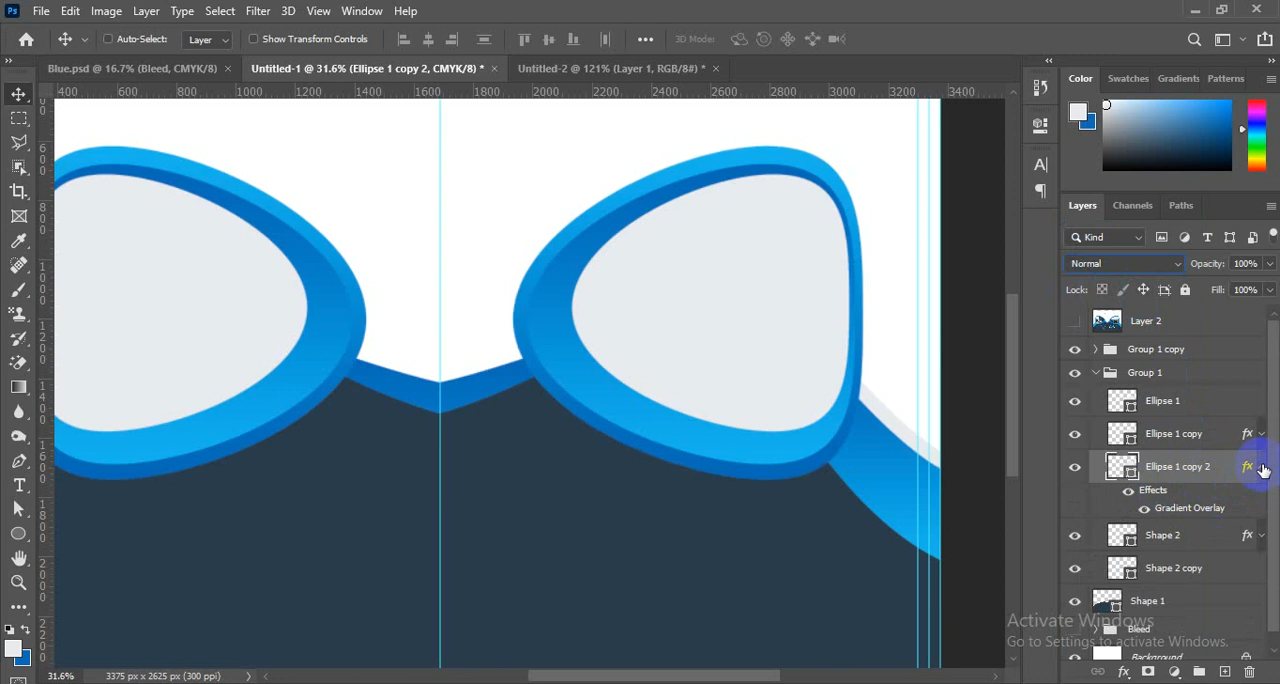 Ps File Edit Image Layer Type Select Filter 3D View Window Help
Auto-Select: Layer Show Transform Controls 3D Mode:
Blue.psd @ 16.7% (Bleed, CMYK/8) × Untitled-1 @ 31.6% (Ellipse 1 copy 2, CMYK/8) * × Untitled-2 @ 121% (Layer 1, RGB/8#) * ×
400 600 800 1000 1200 1400 1600 1800 2000 2200 2400 2600 2800 3000 3200 3400
Color Swatches Gradients Patterns
Layers Channels Paths
Kind
Normal Opacity: 100%
Lock: Fill: 100%
Layer 2
Group 1 copy
Group 1
Ellipse 1
Ellipse 1 copy fx
Ellipse 1 copy 2 fx
Effects
Gradient Overlay
Shape 2 fx
Shape 2 copy
Shape 1
Bleed
Background
Activate Windows
Go to Settings to activate Windows.
31.6% 3375 px x 2625 px (300 ppi)